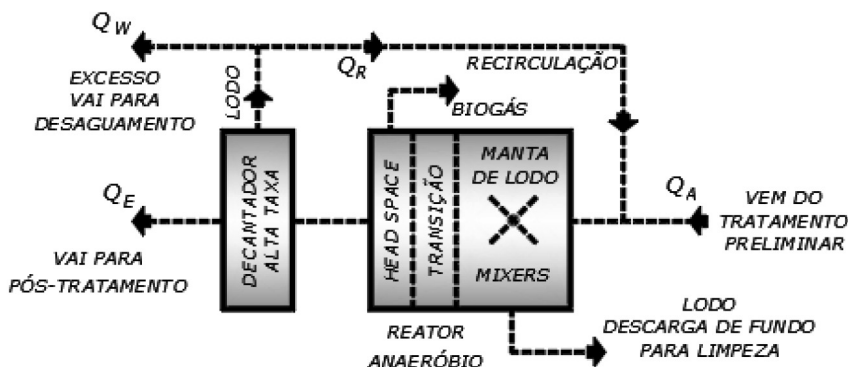 Q_W
EXCESSO
VAI PARA
DESAGUAMENTO
LODO
Q_R
RECIRCULAÇÃO
BIOGÁS
Q_E
VAI PARA
PÓS-TRATAMENTO
DECANTADOR
ALTA TAXA
HEAD SPACE
TRANSIÇÃO
MANTA
DE LODO
MIXERS
REATOR
ANAERÓBIO
Q_A
VEM DO
TRATAMENTO
PRELIMINAR
LODO
DESCARGA DE FUNDO
PARA LIMPEZA